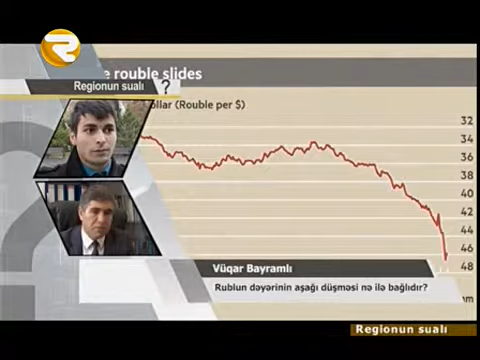 e rouble slides
Regionun sualı
?
ollar (Rouble per $)
32
34
36
38
40
42
44
46
48
Vüqar Bayramlı
Rublun dəyərinin aşağı düşməsi nə ilə bağlıdır?
am
Regionun sualı